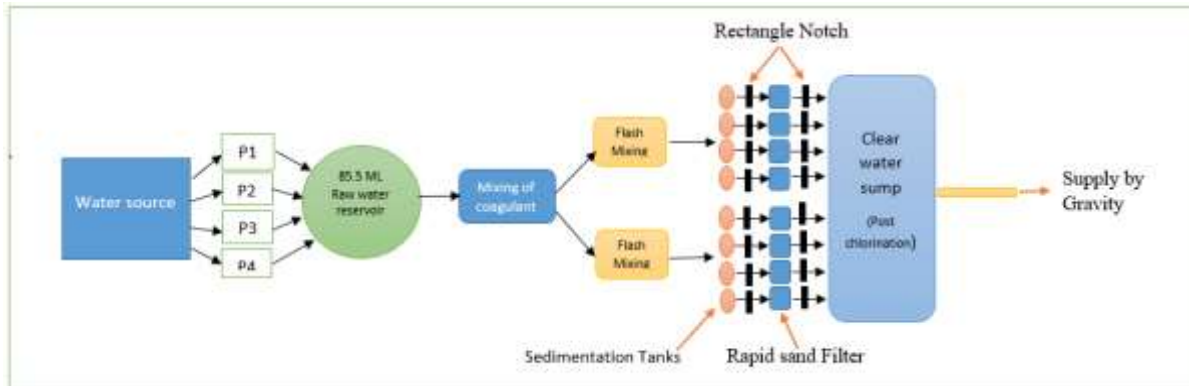 Rectangle Notch
Water source
P1
P2
P3
P4
85.5 ML
Raw water
reservoir
Mixing of
coagulant
Flash
Mixing
Flash
Mixing
Clear
water
sump
(Post
chlorination)
Supply by
Gravity
Sedimentation Tanks
Rapid sand Filter